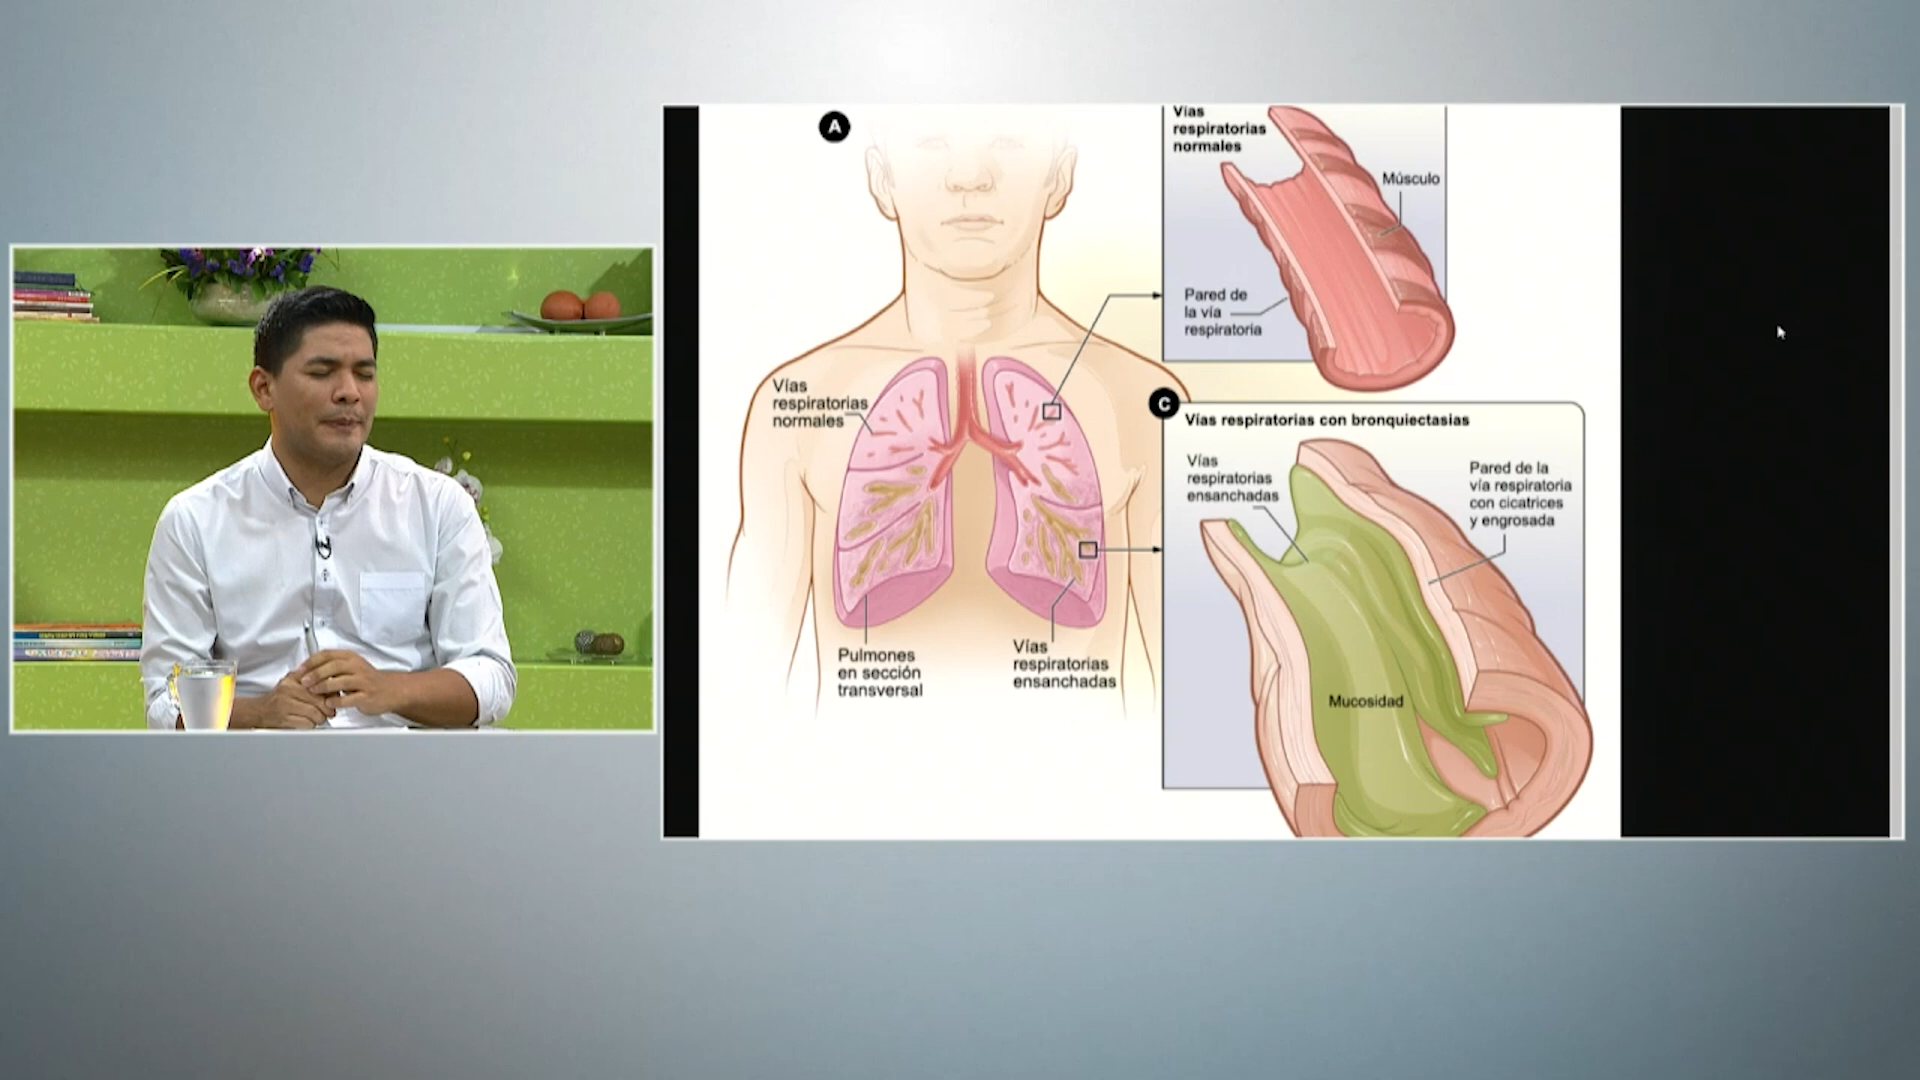 A
Vías
respiratorias
normales
Músculo
Pared de
la vía
respiratoria
Vías
respiratorias
normales
C
Vías respiratorias con bronquiectasias
Vías
respiratorias
ensanchadas
Pared de la
vía respiratoria
con cicatrices
y engrosada
Mucosidad
Pulmones
en sección
transversal
Vías
respiratorias
ensanchadas